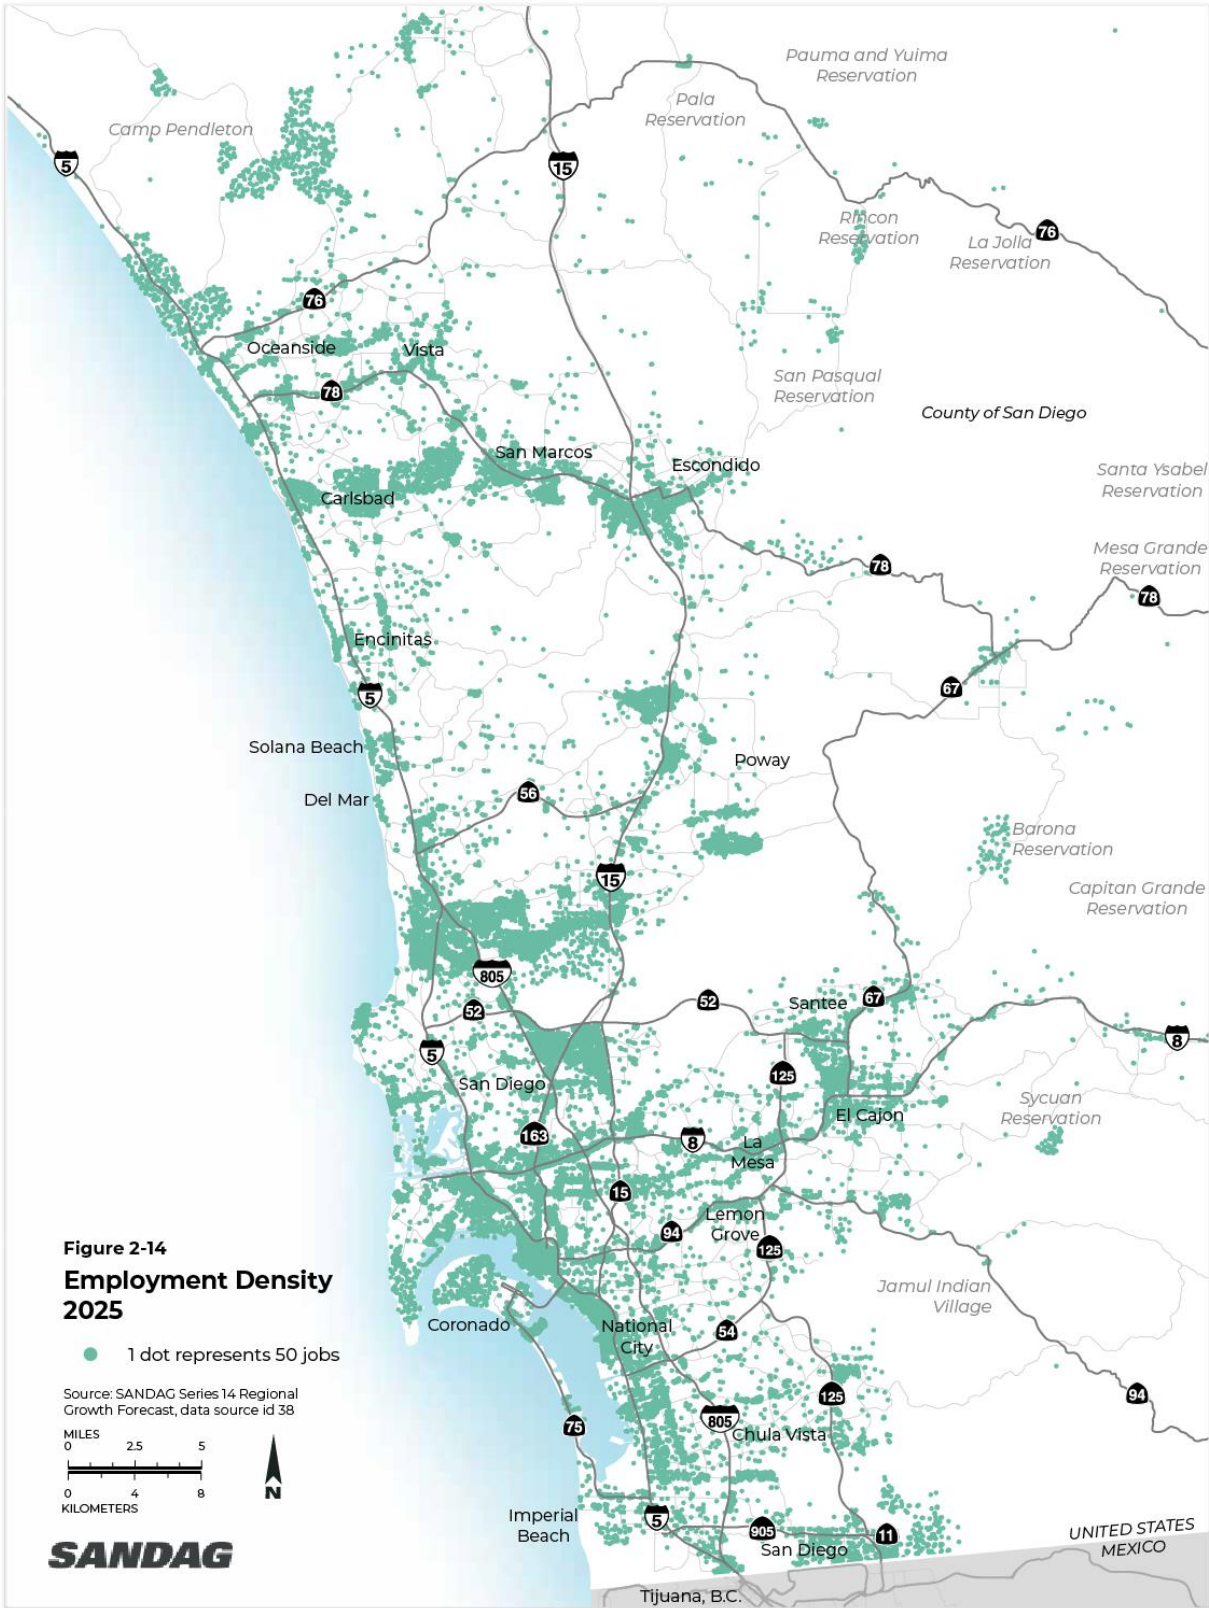 Pauma and Yuima
Reservation
Pala
Reservation
Camp Pendleton
5
15
Rincon
Reservation
La Jolla
Reservation
76
76
Oceanside
Vista
78
San Pasqual
Reservation
County of San Diego
San Marcos
Escondido
Santa Ysabel
Reservation
Carlsbad
Mesa Grande
Reservation
78
78
Encinitas
5
67
Solana Beach
Poway
Del Mar
56
Barona
Reservation
15
Capitan Grande
Reservation
805
52
52
Santee
67
5
8
San Diego
125
El Cajon
Sycuan
Reservation
163
8
La
Mesa
15
94
Lemon
Grove
125
Jamul Indian
Village
Coronado
National
City
54
125
94
805
75
Chula Vista
Imperial
Beach
5
905
11
San Diego
UNITED STATES
MEXICO
Tijuana, B.C.
Figure 2-14
Employment Density
2025
1 dot represents 50 jobs
Source: SANDAG Series 14 Regional
Growth Forecast, data source id 38
MILES
0 2.5 5
0 4 8
KILOMETERS
N
SANDAG